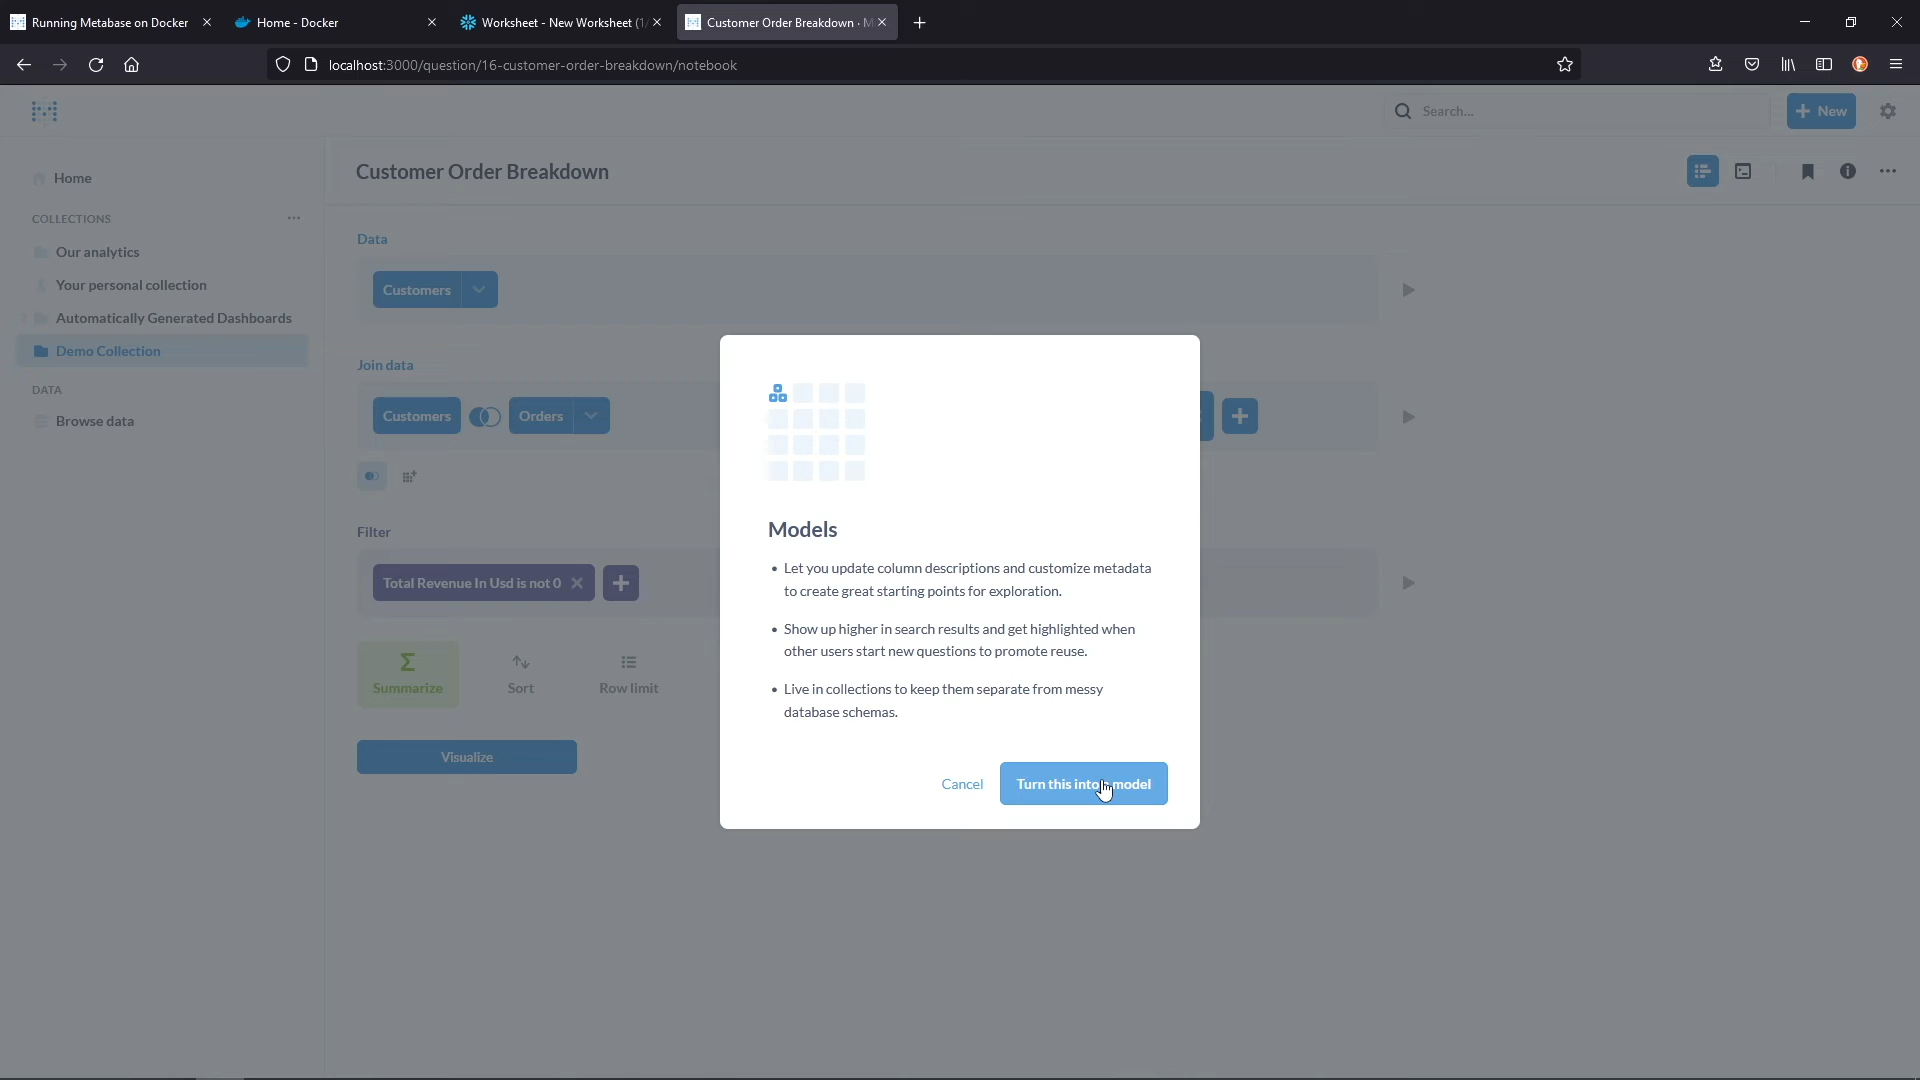 Running Metabase on Docker
Home - Docker
Worksheet - New Worksheet (1/
Customer Order Breakdown · M
localhost:3000/question/16-customer-order-breakdown/notebook
Search...
New
Home
COLLECTIONS
Our analytics
Your personal collection
Automatically Generated Dashboards
Demo Collection
DATA
Browse data
Customer Order Breakdown
Data
Customers
Join data
Customers
Orders
Filter
Total Revenue In Usd is not 0
Summarize
Sort
Row limit
Visualize
Models
• Let you update column descriptions and customize metadata
to create great starting points for exploration.
• Show up higher in search results and get highlighted when
other users start new questions to promote reuse.
• Live in collections to keep them separate from messy
database schemas.
Cancel
Turn this into a model